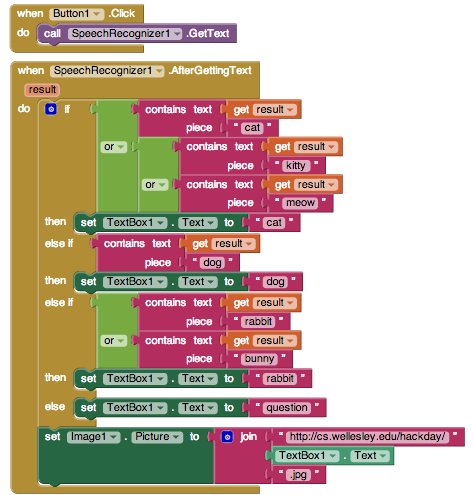 when Button1 .Click
do call SpeechRecognizer1 .GetText
when SpeechRecognizer1 .AfterGettingText
result
do if contains text get result
piece " cat "
or contains text get result
piece " kitty "
or contains text get result
piece " meow "
then set TextBox1 . Text to " cat "
else if contains text get result
piece " dog "
then set TextBox1 . Text to " dog "
else if contains text get result
piece " rabbit "
or contains text get result
piece " bunny "
then set TextBox1 . Text to " rabbit "
else set TextBox1 . Text to " question "
set Image1 . Picture to join " http://cs.wellesley.edu/hackday/ "
TextBox1 . Text
" .jpg "